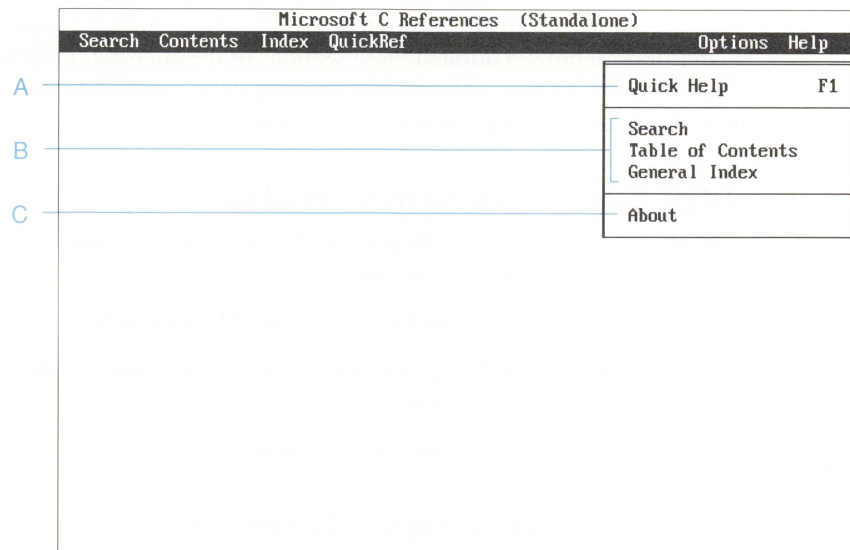 Microsoft C References (Standalone)
Search Contents Index QuickRef Options Help
A
Quick Help F1
B
Search
Table of Contents
General Index
C
About